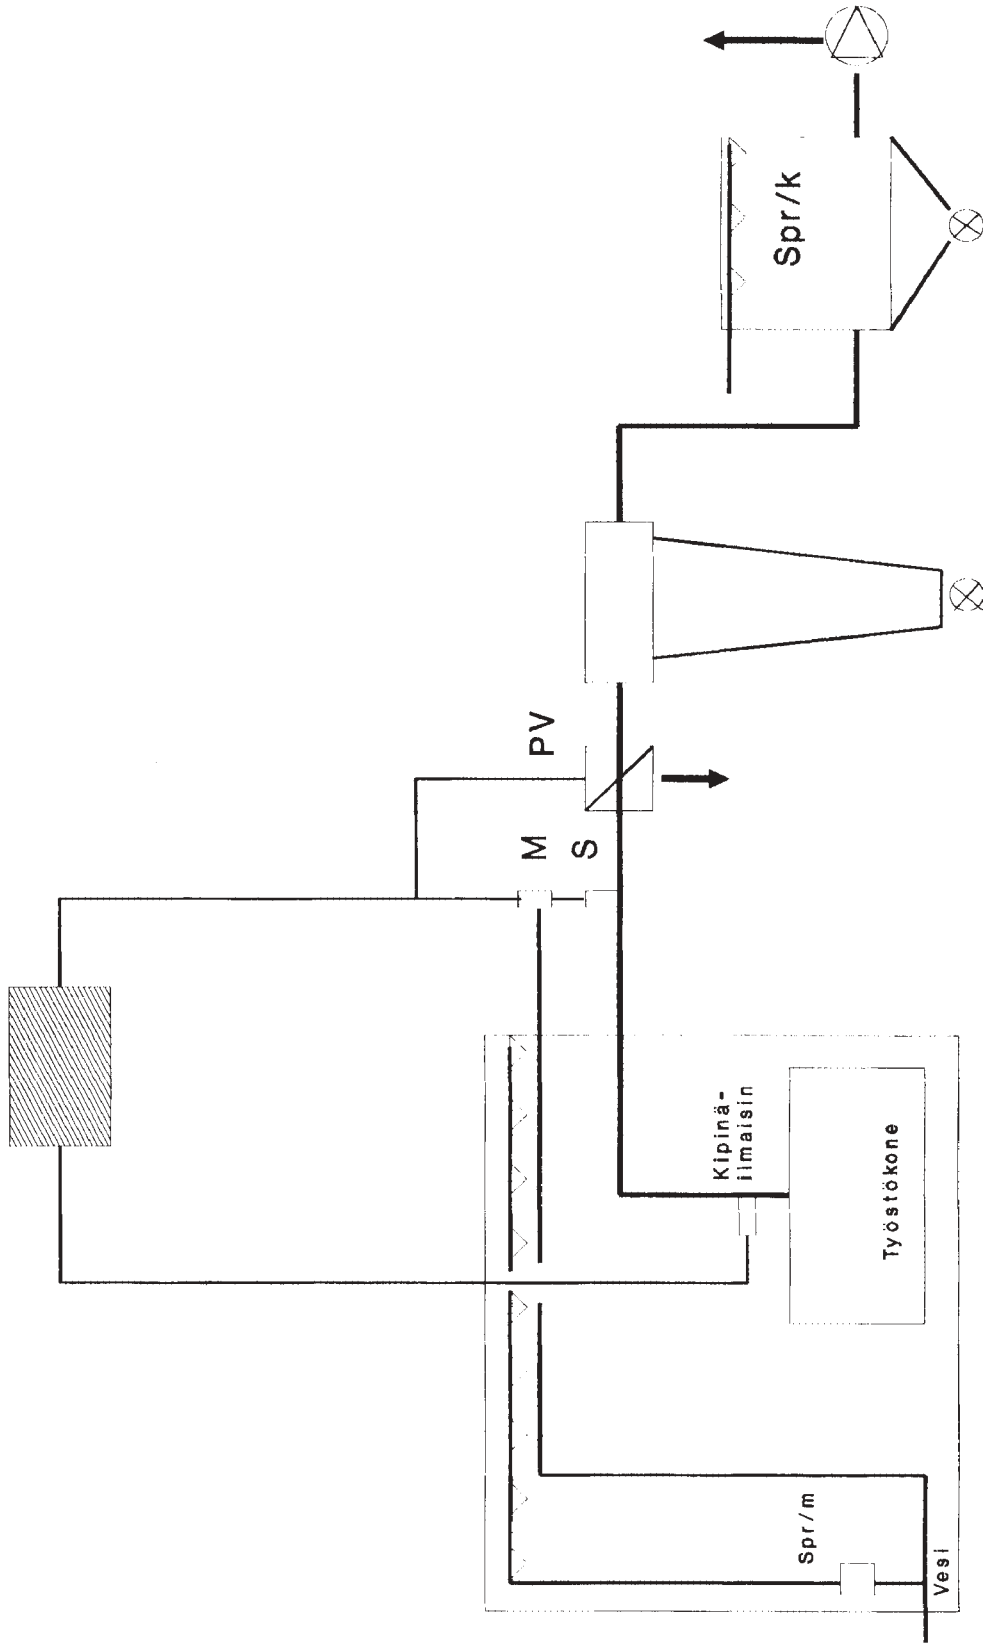 Vesi
Spr/m
Työstökone
Kipinä-
ilmaisin
S
M
PV
Spr/k